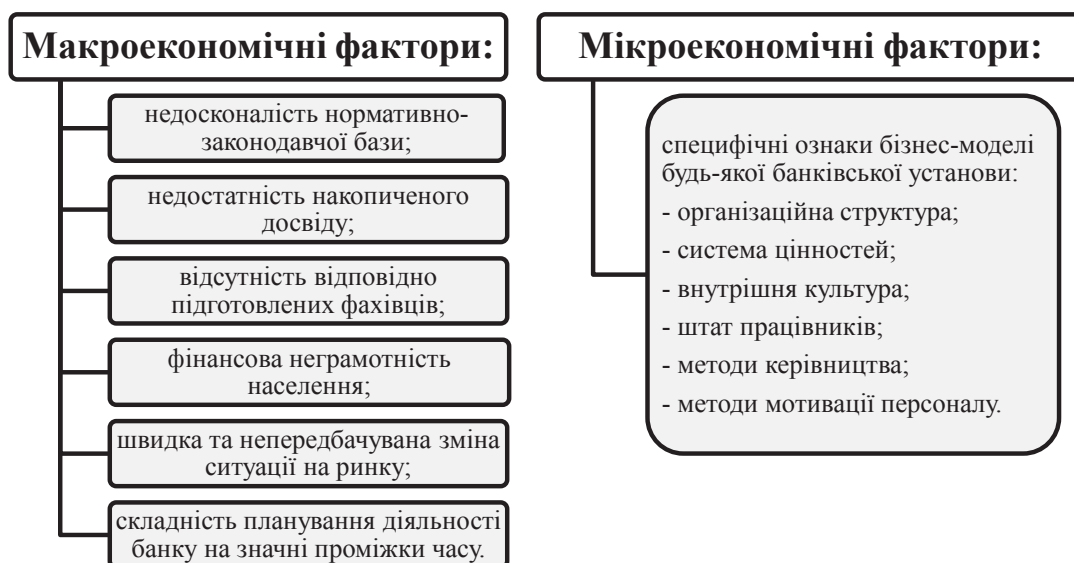 Макроекономічні фактори:
недосконалість нормативно-
законодавчої бази;
недостатність накопиченого
досвіду;
відсутність відповідно
підготовлених фахівців;
фінансова неграмотність
населення;
швидка та непередбачувана зміна
ситуації на ринку;
складність планування діяльності
банку на значні проміжки часу.
Мікроекономічні фактори:
специфічні ознаки бізнес-моделі
будь-якої банківської установи:
- організаційна структура;
- система цінностей;
- внутрішня культура;
- штат працівників;
- методи керівництва;
- методи мотивації персоналу.